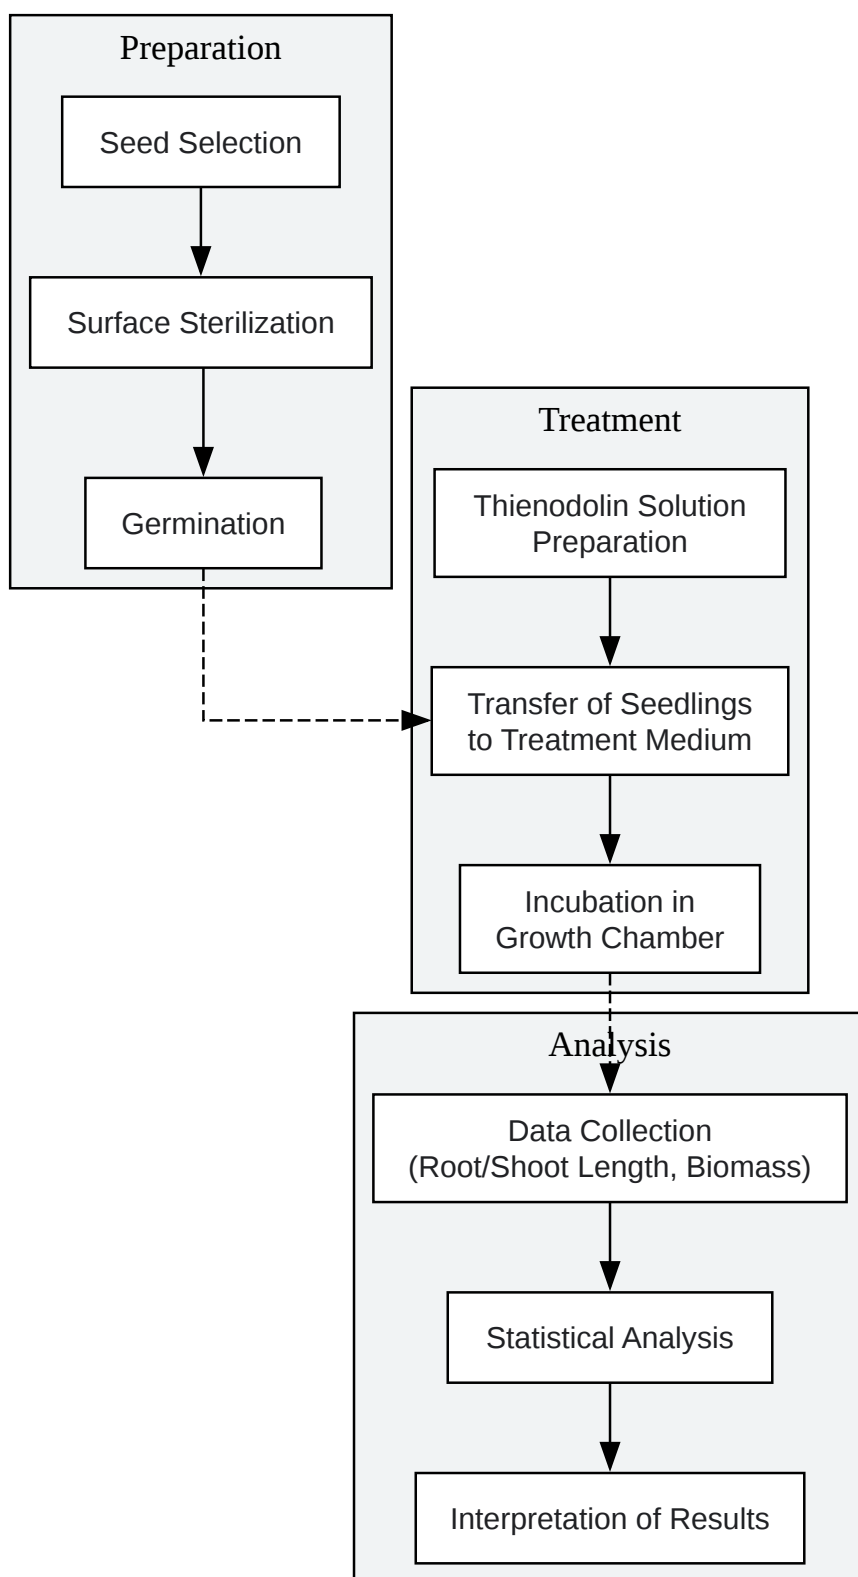 Preparation
Seed Selection
Surface Sterilization
Germination
Treatment
Thienodolin Solution
Preparation
Transfer of Seedlings
to Treatment Medium
Incubation in
Growth Chamber
Analysis
Data Collection
(Root/Shoot Length, Biomass)
Statistical Analysis
Interpretation of Results